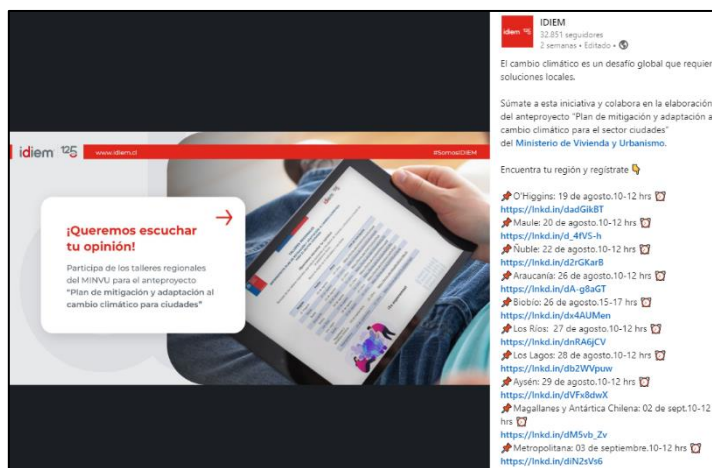 idiem 125
www.idiem.cl
#SomosIDIEM
¡Queremos escuchar
tu opinión!
Participa de los talleres regionales
del MINVU para el anteproyecto
"Plan de mitigación y adaptación al
cambio climático para ciudades"
idiem 125
IDIEM
32.851 seguidores
2 semanas • Editado •
El cambio climático es un desafío global que requier
soluciones locales.
Súmate a esta iniciativa y colabora en la elaboración
del anteproyecto "Plan de mitigación y adaptación a
cambio climático para el sector ciudades"
del Ministerio de Vivienda y Urbanismo.
Encuentra tu región y regístrate 👇
📌O'Higgins: 19 de agosto.10-12 hrs ⏰
https://lnkd.in/dadGikBT
📌Maule: 20 de agosto.10-12 hrs ⏰
https://lnkd.in/d_4fVS-h
📌Ñuble: 22 de agosto.10-12 hrs ⏰
https://lnkd.in/d2rGKarB
📌Araucanía: 26 de agosto.10-12 hrs ⏰
https://lnkd.in/dA-g8aGT
📌Biobío: 26 de agosto.15-17 hrs ⏰
https://lnkd.in/dx4AUMen
📌Los Ríos: 27 de agosto.10-12 hrs ⏰
https://lnkd.in/dnRA6jCV
📌Los Lagos: 28 de agosto.10-12 hrs ⏰
https://lnkd.in/db2WVpuw
📌Aysén: 29 de agosto.10-12 hrs ⏰
https://lnkd.in/dVFx8dwX
📌Magallanes y Antártica Chilena: 02 de sept.10-12
hrs ⏰
https://lnkd.in/dM5vb_Zv
📌Metropolitana: 03 de septiembre.10-12 hrs ⏰
https://lnkd.in/diN2sVs6